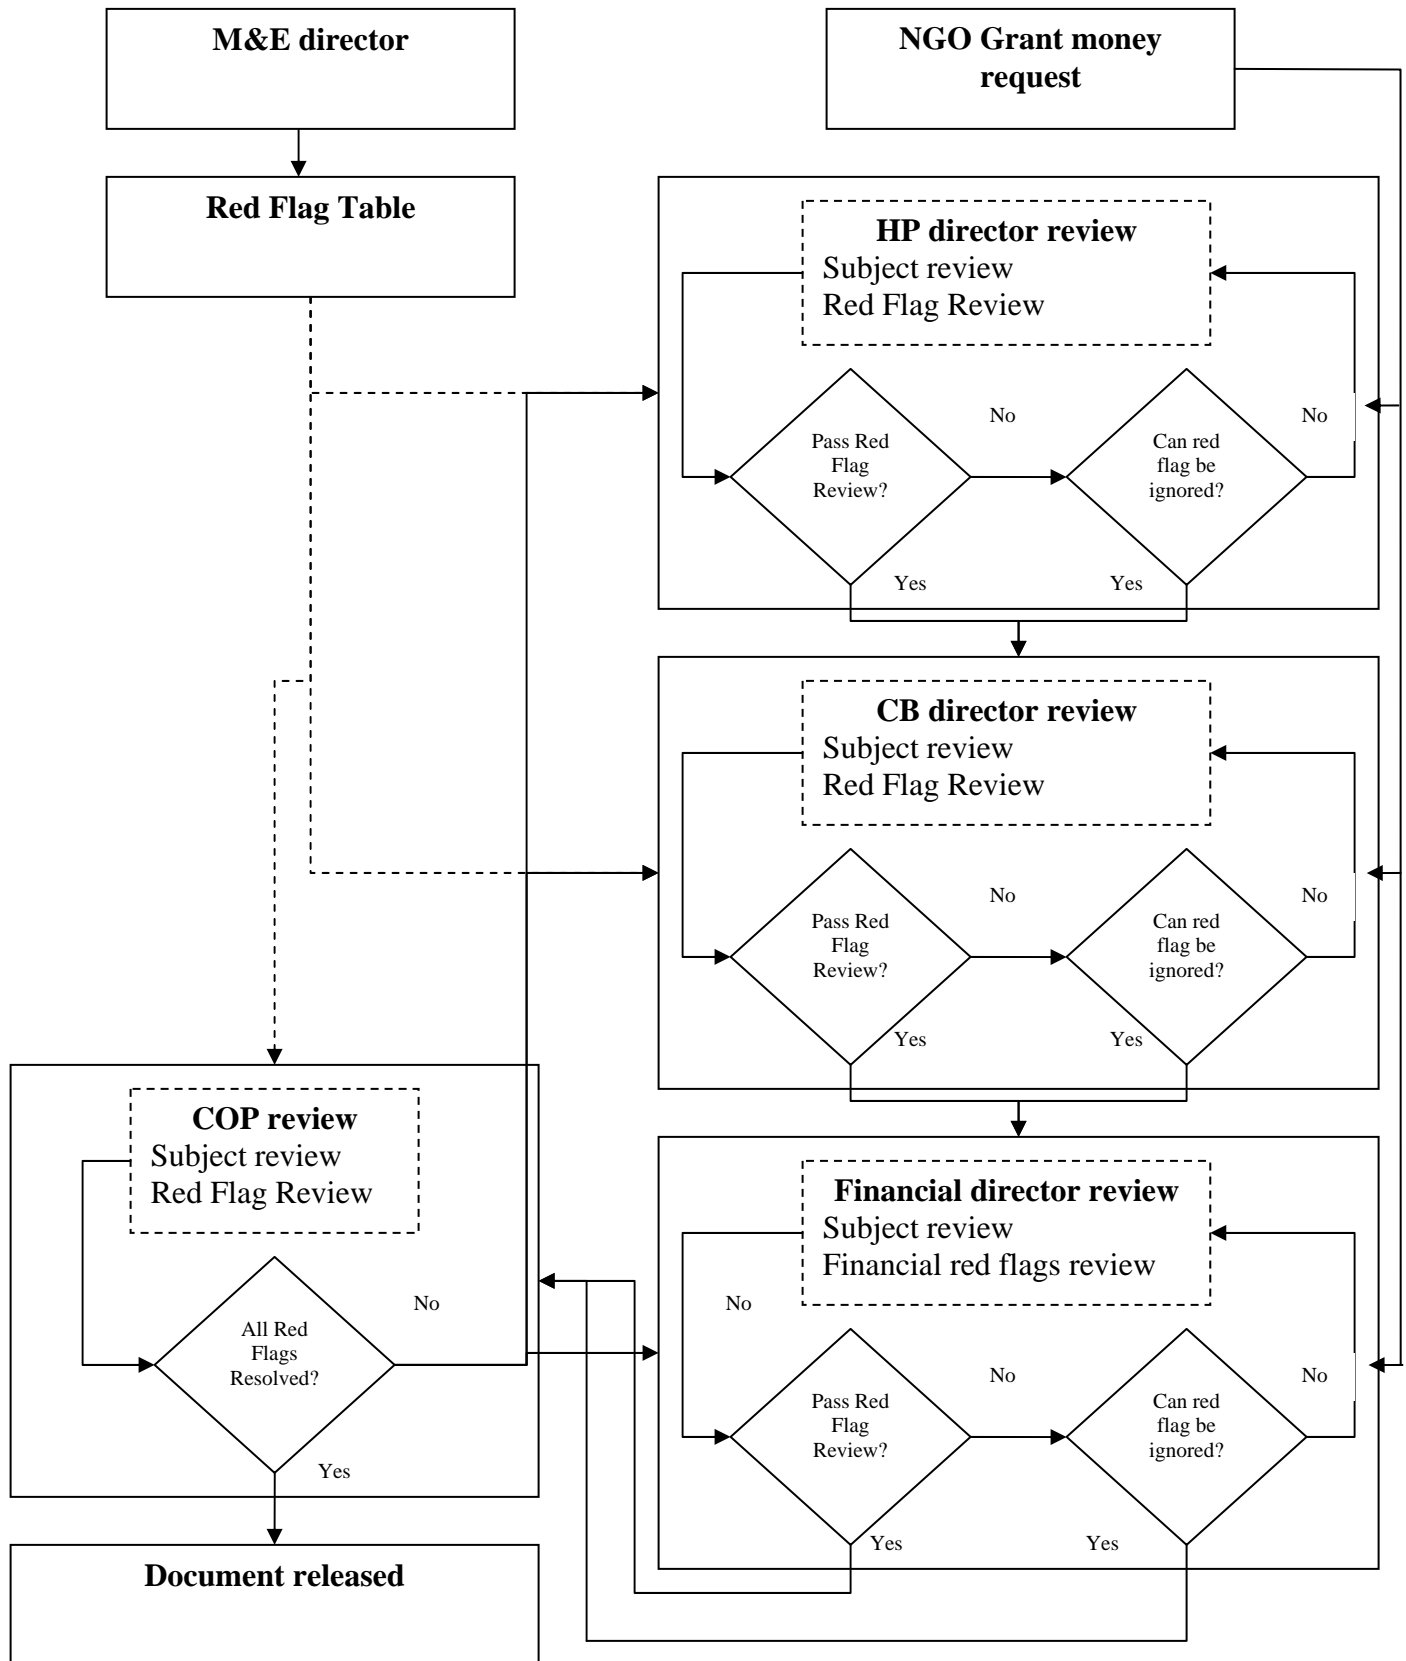 M&E director
NGO Grant money
request
Red Flag Table
HP director review
Subject review
Red Flag Review
Pass Red
Flag
Review?
No
Can red
flag be
ignored?
No
Yes
Yes
CB director review
Subject review
Red Flag Review
Pass Red
Flag
Review?
No
Can red
flag be
ignored?
No
Yes
Yes
COP review
Subject review
Red Flag Review
All Red
Flags
Resolved?
No
Yes
Financial director review
Subject review
Financial red flags review
No
Pass Red
Flag
Review?
No
Can red
flag be
ignored?
No
Yes
Yes
Document released